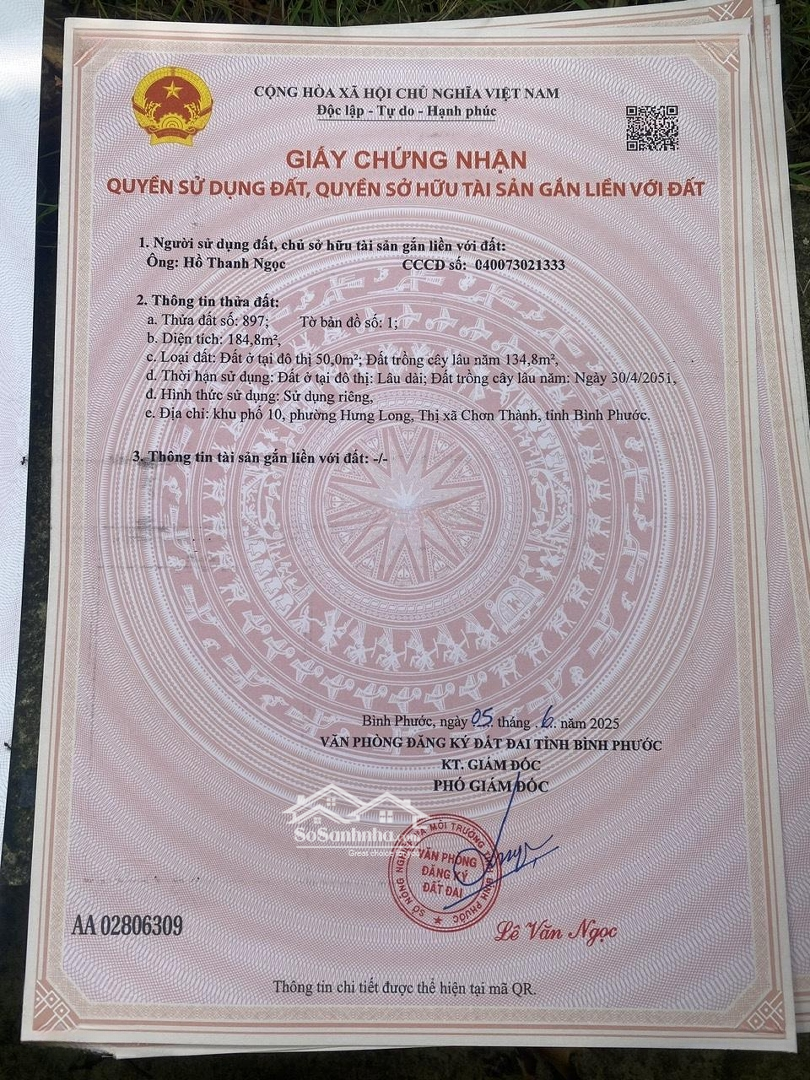 CỘNG HÒA XÃ HỘI CHỦ NGHĨA VIỆT NAM
Độc lập - Tự do - Hạnh phúc
GIẤY CHỨNG NHẬN
QUYỀN SỬ DỤNG ĐẤT, QUYỀN SỞ HỮU TÀI SẢN GẮN LIỀN VỚI ĐẤT
1. Người sử dụng đất, chủ sở hữu tài sản gắn liền với đất:
Ông: Hồ Thanh Ngọc CCCD số: 040073021333
2. Thông tin thửa đất:
a. Thửa đất số: 897; Tờ bản đồ số: 1;
b. Diện tích: 184,8m²,
c. Loại đất: Đất ở tại đô thị 50,0m²; Đất trồng cây lâu năm 134,8m²,
d. Thời hạn sử dụng: Đất ở tại đô thị: Lâu dài; Đất trồng cây lâu năm: Ngày 30/4/2051,
đ. Hình thức sử dụng: Sử dụng riêng,
e. Địa chỉ: khu phố 10, phường Hưng Long, Thị xã Chơn Thành, tỉnh Bình Phước.
3. Thông tin tài sản gắn liền với đất: -/-
Bình Phước, ngày 05 tháng 6 năm 2025
VĂN PHÒNG ĐĂNG KÝ ĐẤT ĐAI TỈNH BÌNH PHƯỚC
KT. GIÁM ĐỐC
PHÓ GIÁM ĐỐC
SoSanhnha.com
VĂN PHÒNG
ĐĂNG KÝ
ĐẤT ĐAI
Lê Văn Ngọc
AA 02806309
Thông tin chi tiết được thể hiện tại mã QR.